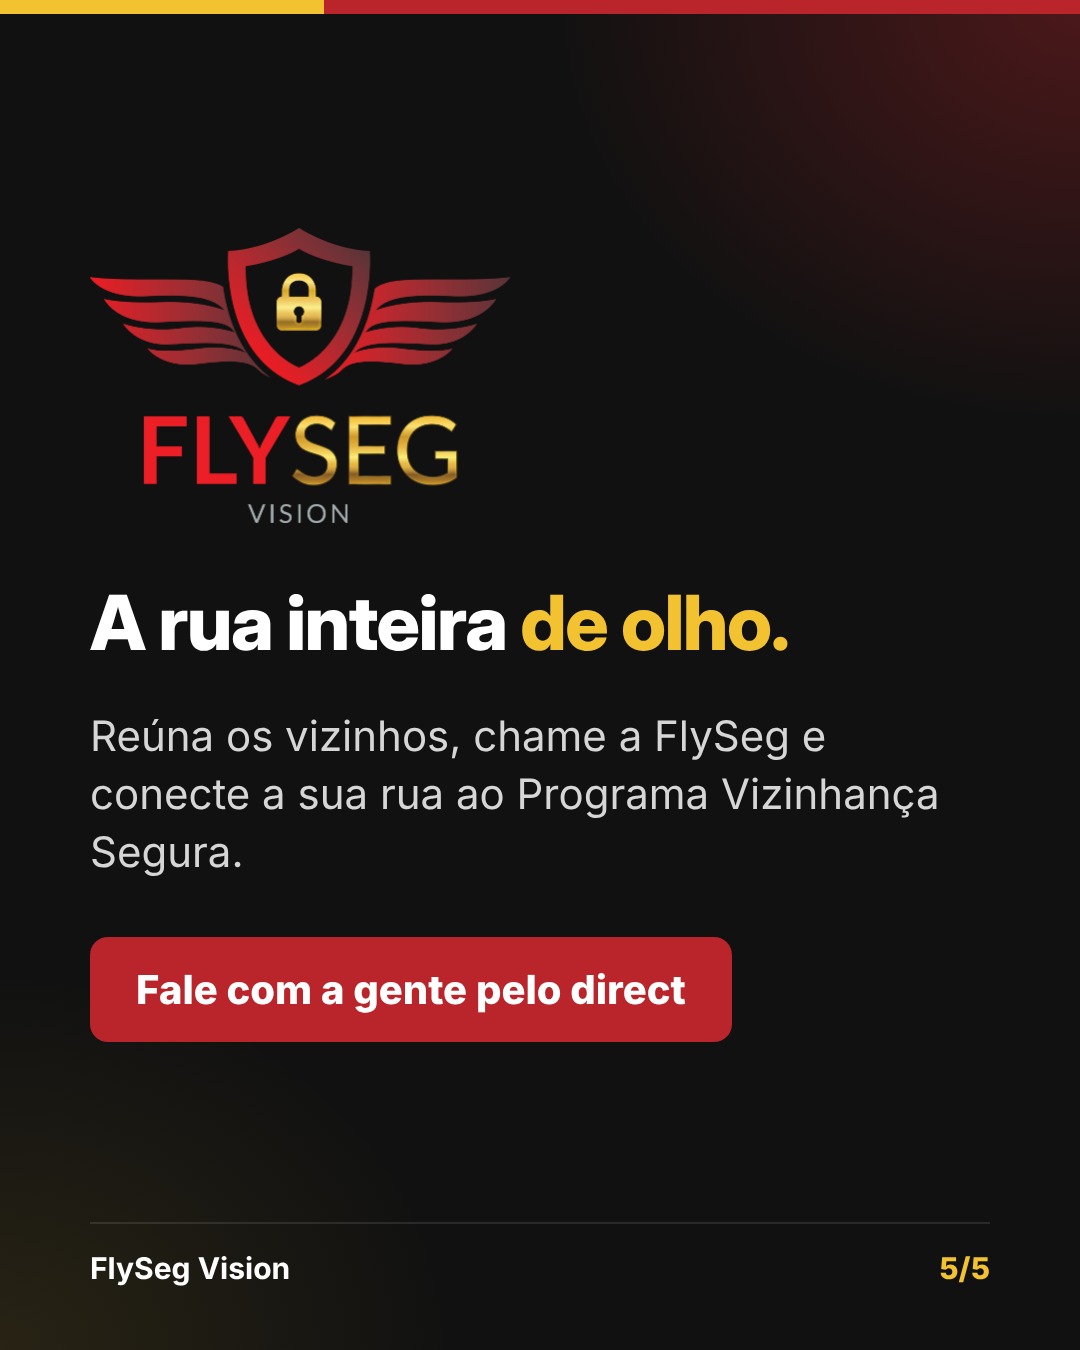 FLYSEG
VISION
A rua inteira de olho.
Reúna os vizinhos, chame a FlySeg e
conecte a sua rua ao Programa Vizinhança
Segura.
Fale com a gente pelo direct
FlySeg Vision
5/5